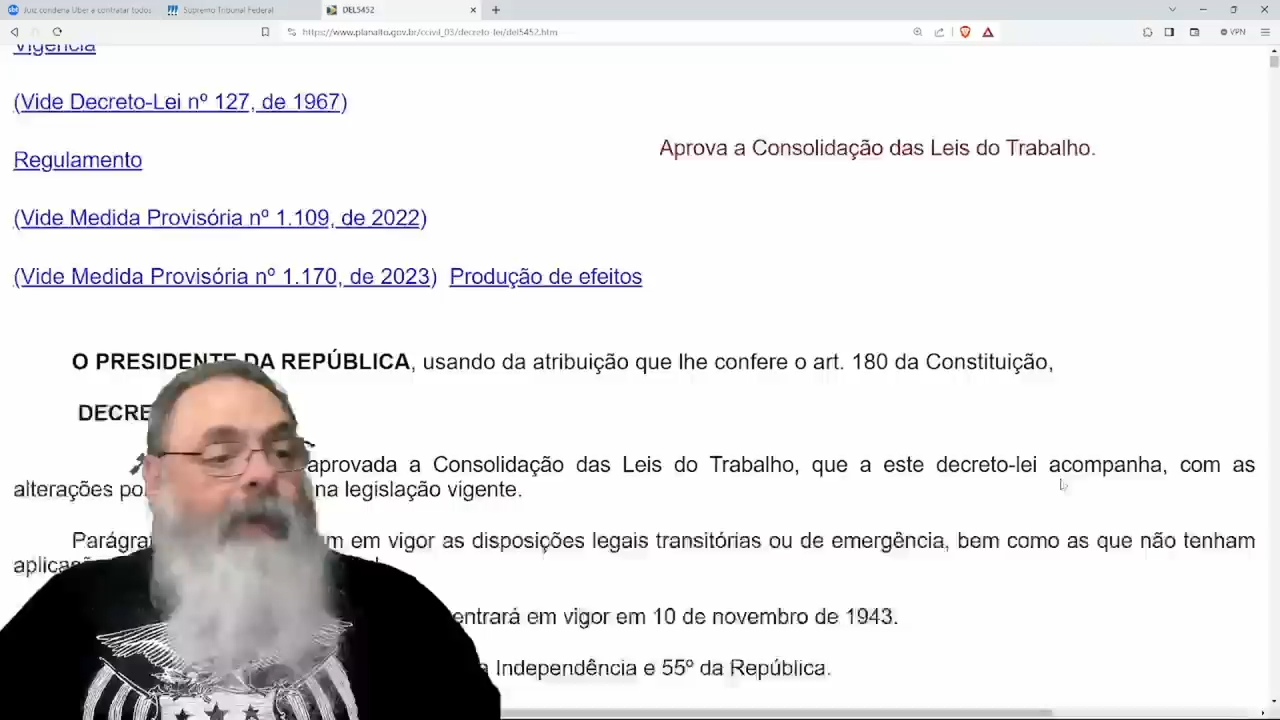 Juiz condena Uber a contratar todos
Supremo Tribunal Federal
DEL5452
https://www.planalto.gov.br/ccivil_03/decreto-lei/del5452.htm
VPN
Vigência
(Vide Decreto-Lei nº 127, de 1967)
Aprova a Consolidação das Leis do Trabalho.
Regulamento
(Vide Medida Provisória nº 1.109, de 2022)
(Vide Medida Provisória nº 1.170, de 2023) Produção de efeitos
O PRESIDENTE DA REPÚBLICA, usando da atribuição que lhe confere o art. 180 da Constituição,
DECRE
aprovada a Consolidação das Leis do Trabalho, que a este decreto-lei acompanha, com as
alterações po na legislação vigente.
Parágra m em vigor as disposições legais transitórias ou de emergência, bem como as que não tenham
aplica
entrará em vigor em 10 de novembro de 1943.
Independência e 55º da República.